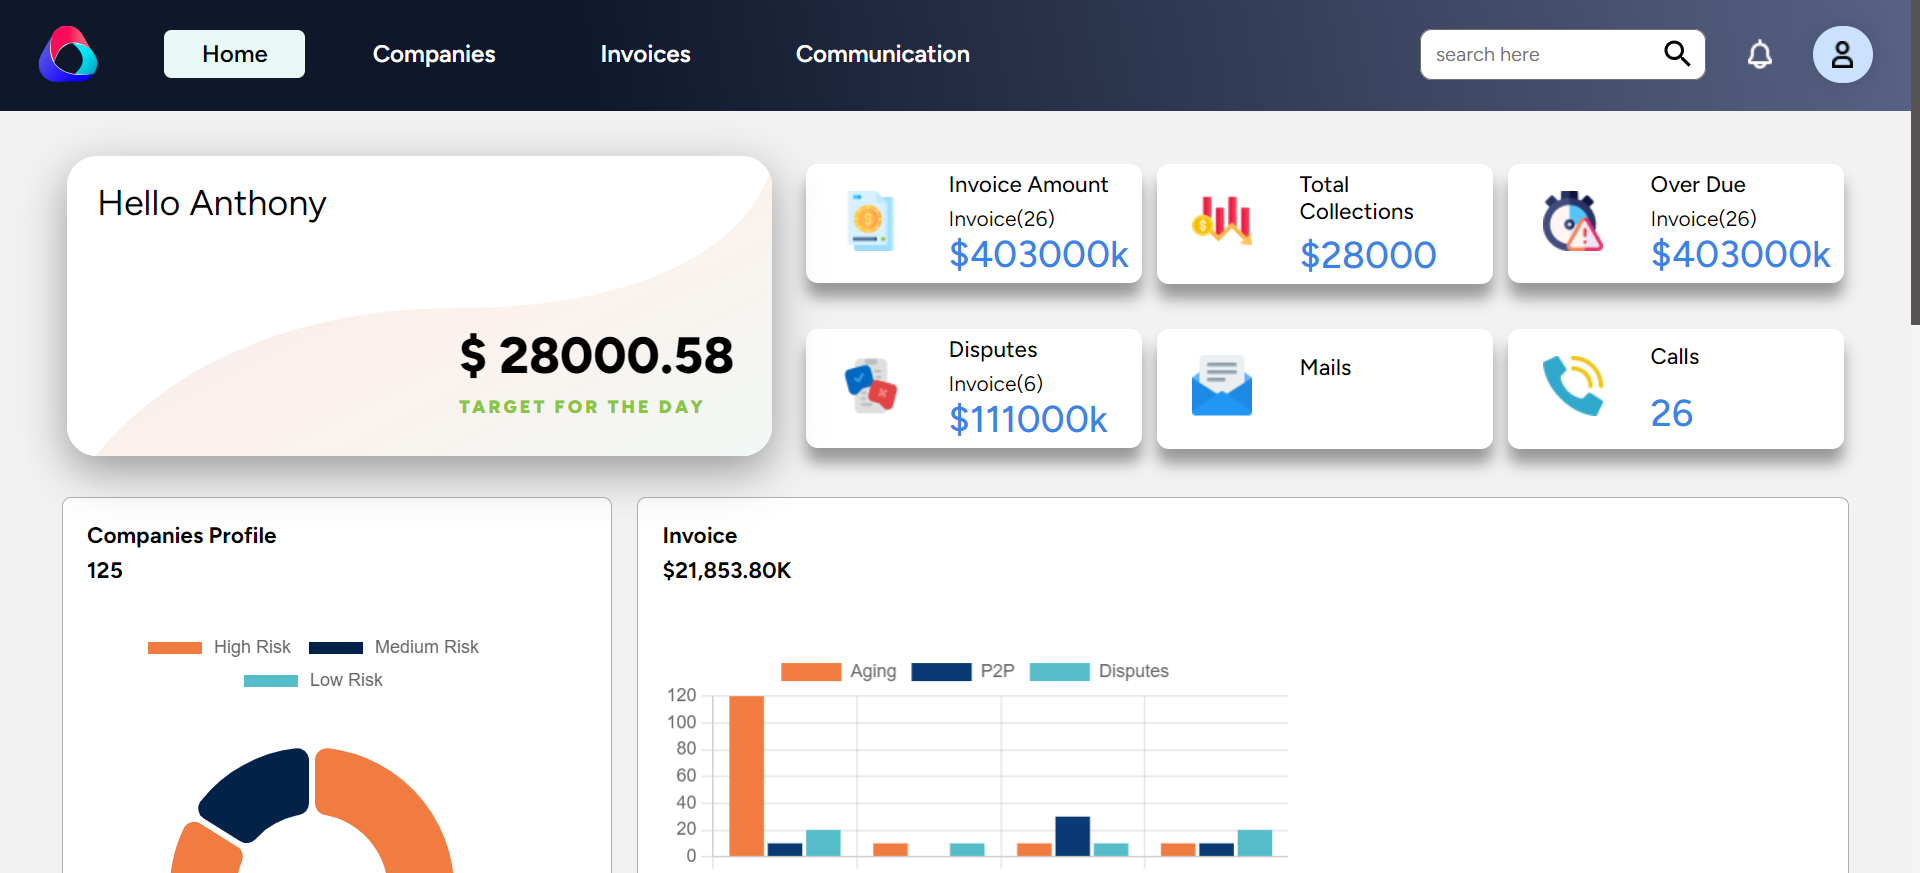 Home
Companies
Invoices
Communication
search here
Hello Anthony
$ 28000.58
TARGET FOR THE DAY
Invoice Amount
Invoice(26)
$403000k
Total
Collections
$28000
Over Due
Invoice(26)
$403000k
Disputes
Invoice(6)
$111000k
Mails
Calls
26
Companies Profile
125
High Risk
Medium Risk
Low Risk
Invoice
$21,853.80K
Aging
P2P
Disputes
120
100
80
60
40
20
0